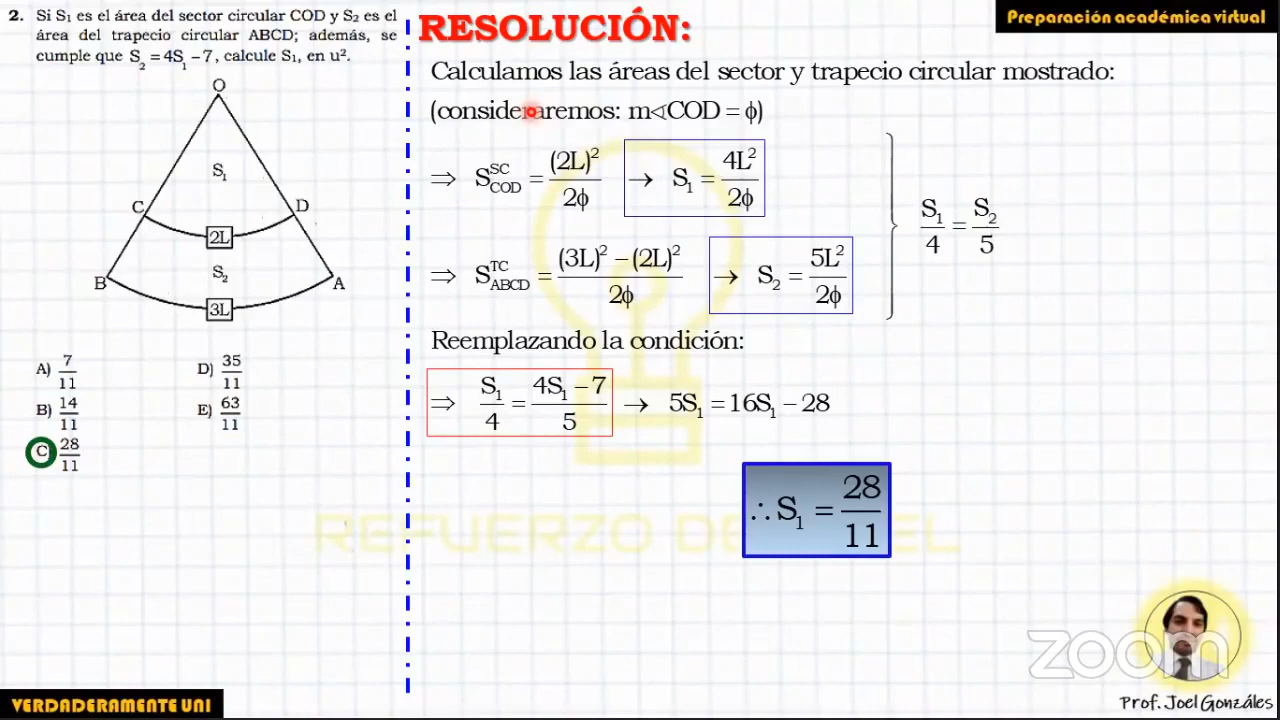 2. Si S₁ es el área del sector circular COD y S₂ es el
área del trapecio circular ABCD; además, se
cumple que S₂ = 4S₁ – 7, calcule S₁, en u².
O
S₁
C
D
2L
S₂
B
A
3L
A) 7/11
D) 35/11
B) 14/11
E) 63/11
C 28/11
VERDADERAMENTE UNI
RESOLUCIÓN:
Preparación académica virtual
Calculamos las áreas del sector y trapecio circular mostrado:
(consideraremos: m∢COD = ϕ)
⇒ S_COD^SC = (2L)²/2ϕ → S₁ = 4L²/2ϕ
⇒ S_ABCD^TC = ((3L)² – (2L)²)/2ϕ → S₂ = 5L²/2ϕ
S₁/4 = S₂/5
Reemplazando la condición:
⇒ S₁/4 = (4S₁ – 7)/5 → 5S₁ = 16S₁ – 28
∴ S₁ = 28/11
zoom
Prof. Joel Gonzáles